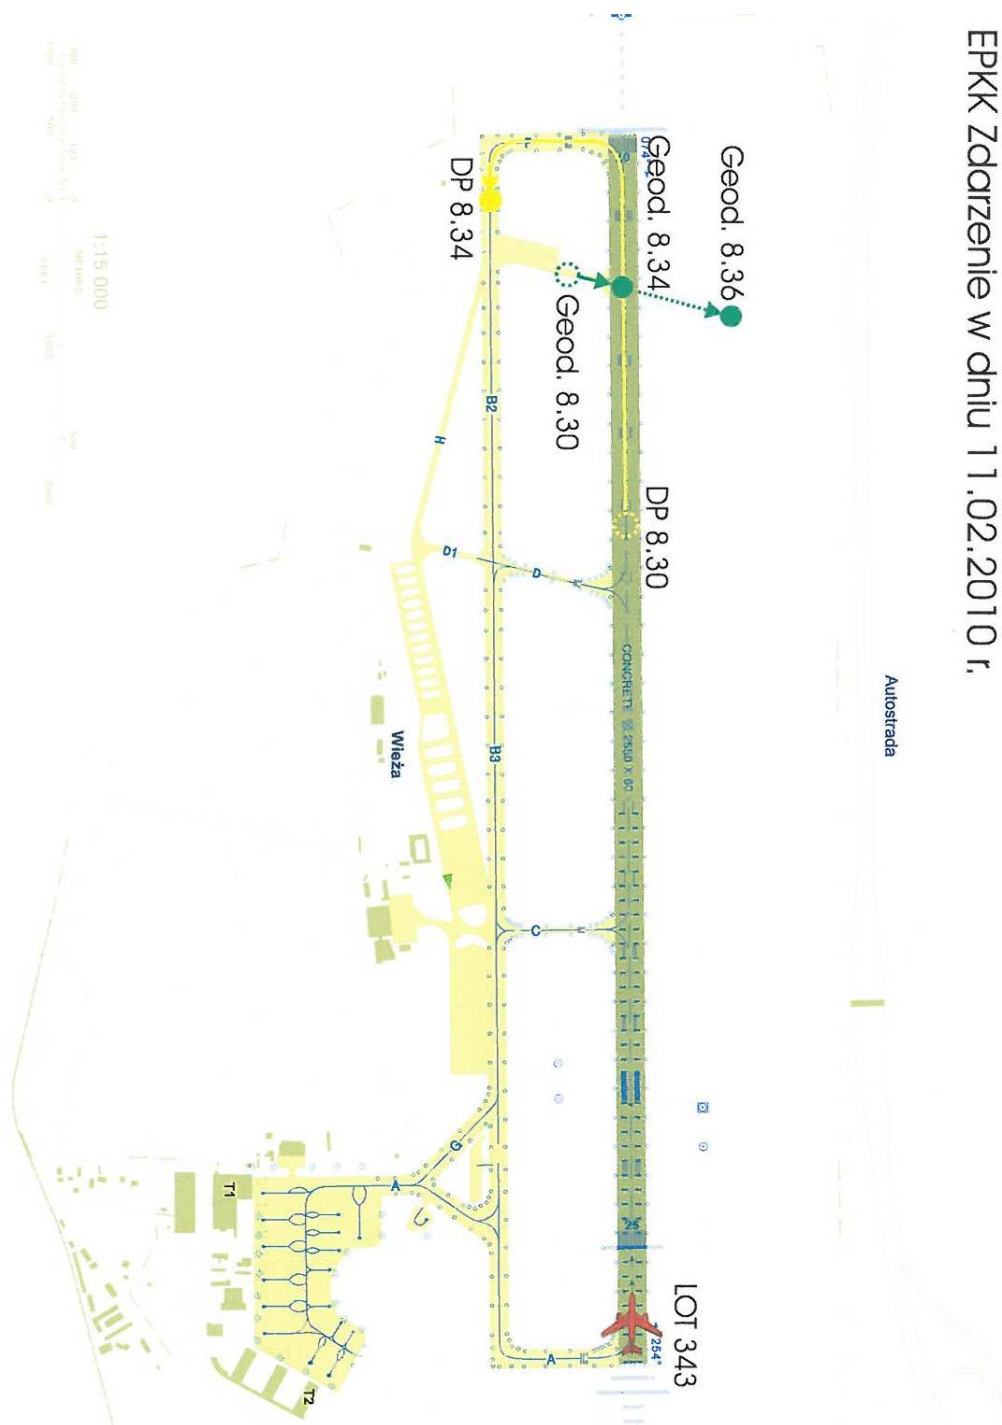 EPKK Zdarzenie w dniu 11.02.2010 r.
Geod. 8.36
Geod. 8.34
Geod. 8.30
DP 8.34
DP 8.30
LOT 343
Autostrada
Wieża
CONCRETE 2550 X 60
1:15 000
METRES
FEET
F
B2
H
D1
D
B3
C
G
A
A
T1
T2
25
254°